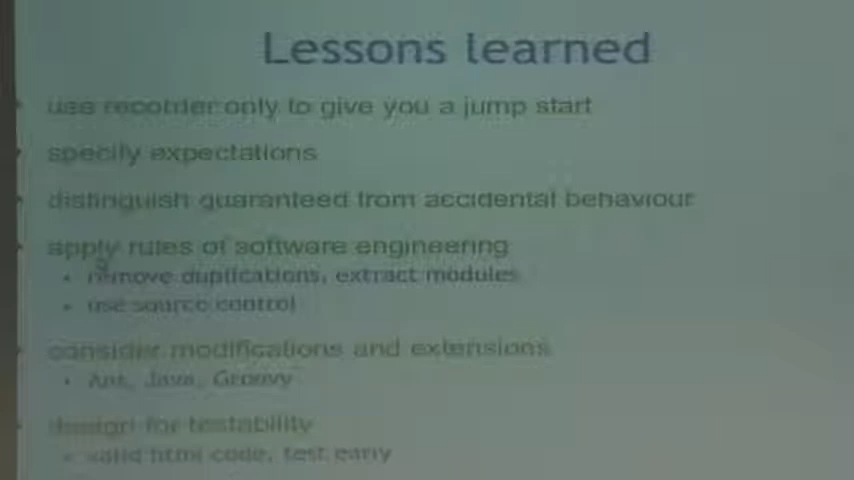 Lessons learned
use recorder only to give you a jump start
specify expectations
distinguish guaranteed from accidental behaviour
apply rules of software engineering
remove duplications, extract modules
use source control
consider modifications and extensions
Ant, Java, Groovy
design for testability
valid html code, test early